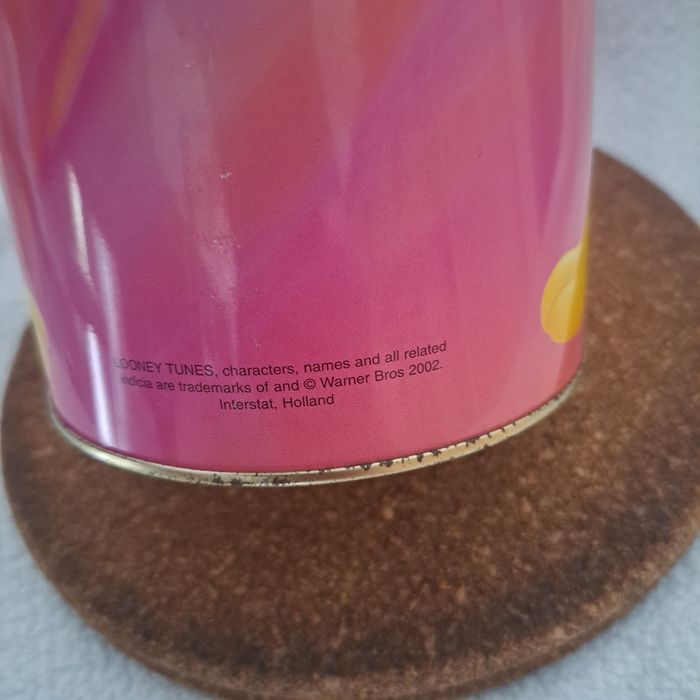 LOONEY TUNES, characters, names and all related
indicia are trademarks of and © Warner Bros 2002.
Interstat, Holland